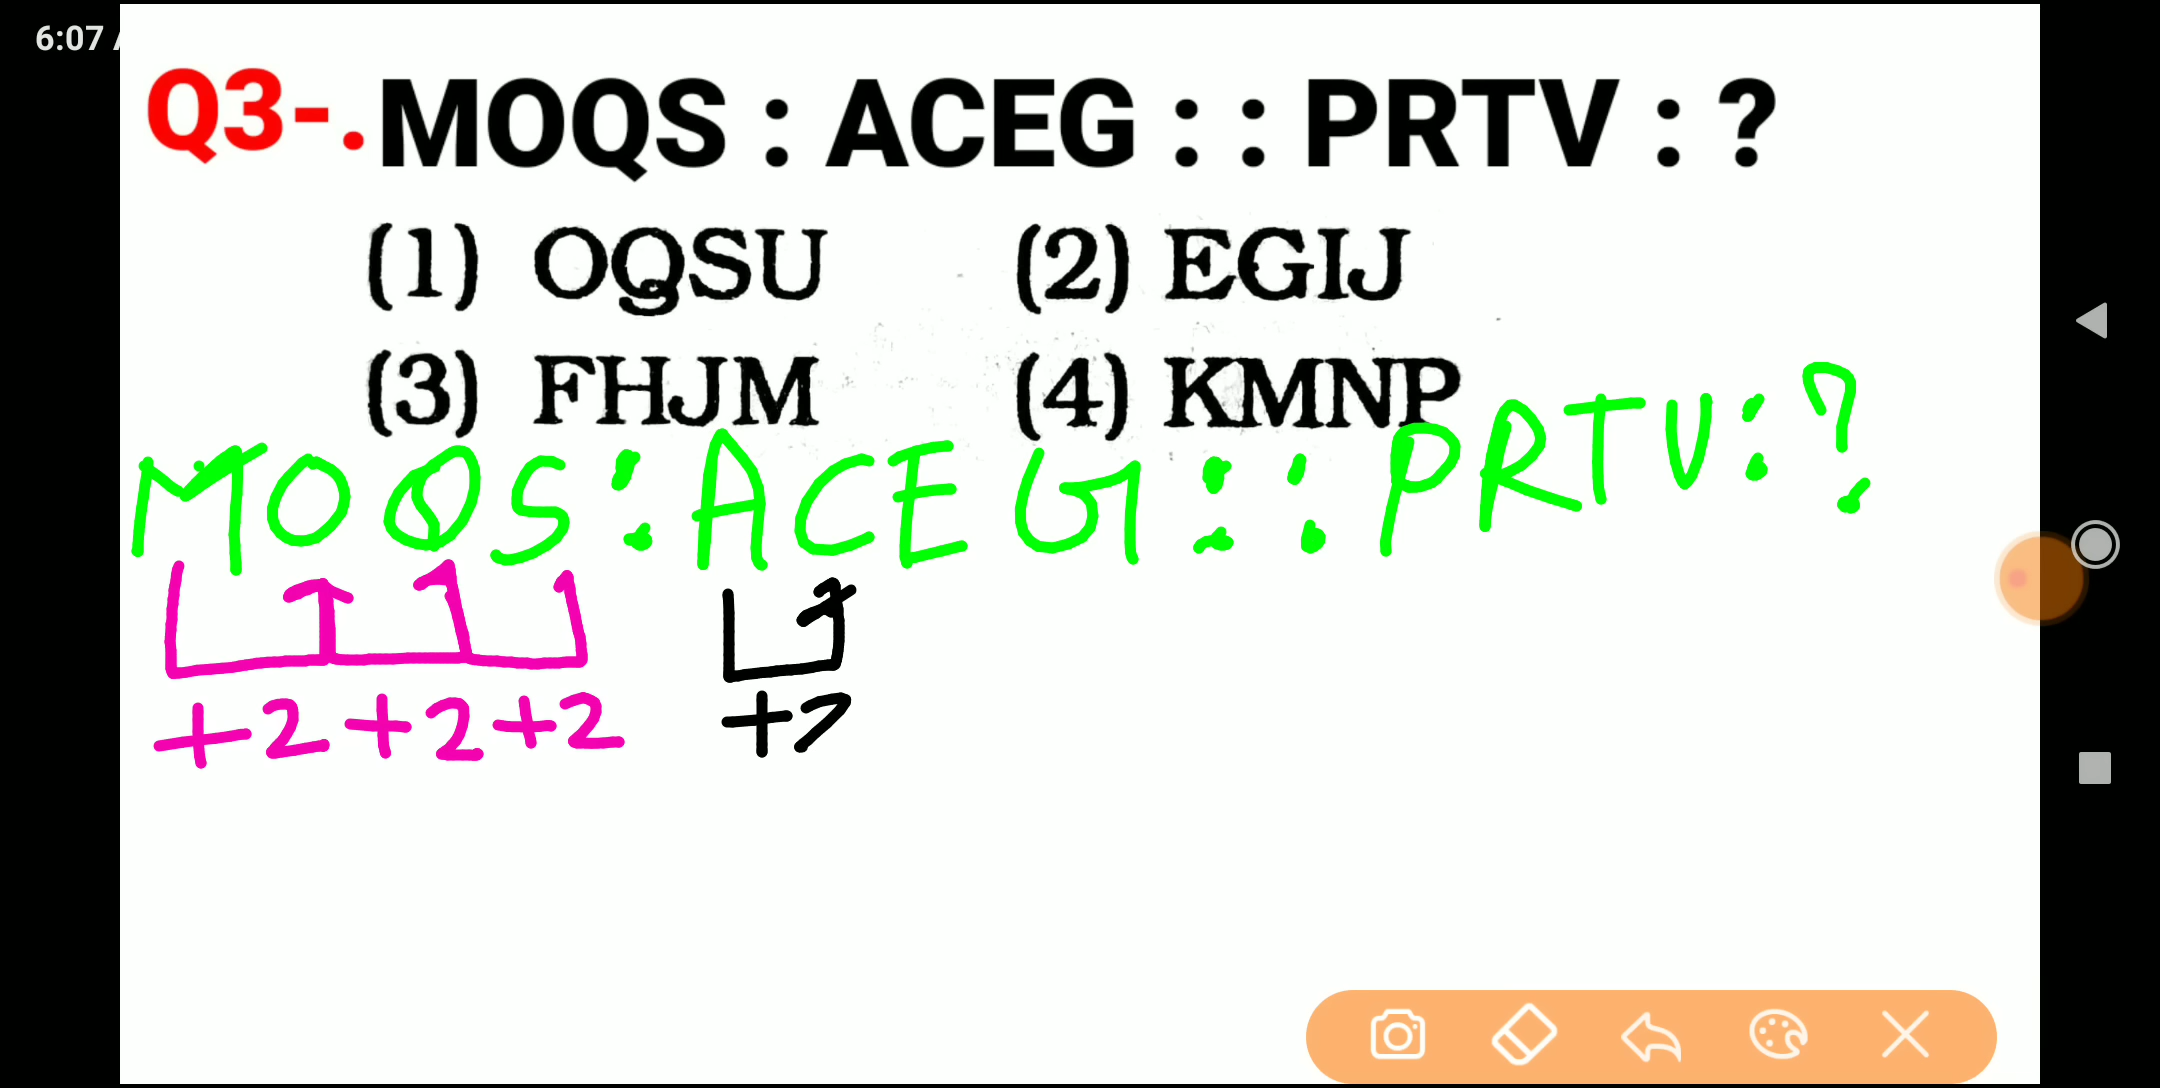 6:07 A
Q3-. MOQS : ACEG : : PRTV : ?
(1) OQSU (2) EGIJ
(3) FHJM (4) KMNP
MOQS : ACEG :: PRTV : ?
+2 +2 +2 +2